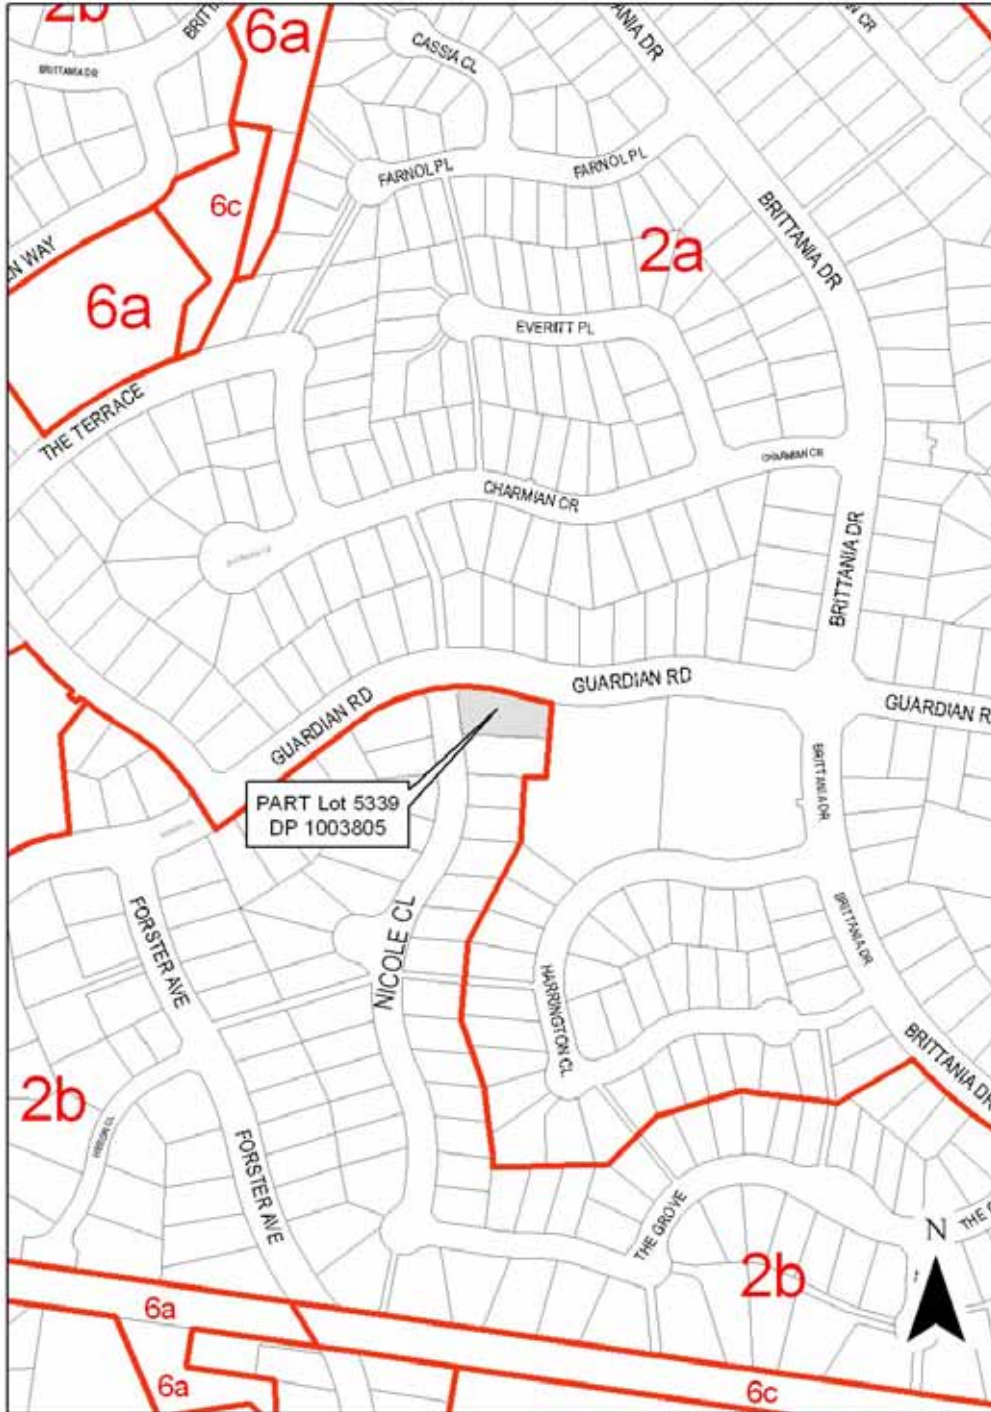 2b
BRITTANIA DR
6a
CASSIA CL
FARNOL PL
FARNOL PL
6c
2a
BRITTANIA DR
EN WAY
6a
EVERITT PL
THE TERRACE
CHARMIAN CR
CHARMIAN CR
BRITTANIA DR
GUARDIAN RD
GUARDIAN RD
GUARDIAN R
PART Lot 5339
DP 1003805
BRITTANIA DR
FORSTER AVE
NICOLE CL
BRITTANIA DR
HARRINGTON CL
BRITTANIA DR
2b
FORSTER AVE
THE GROVE
N
2b
6a
6a
6c